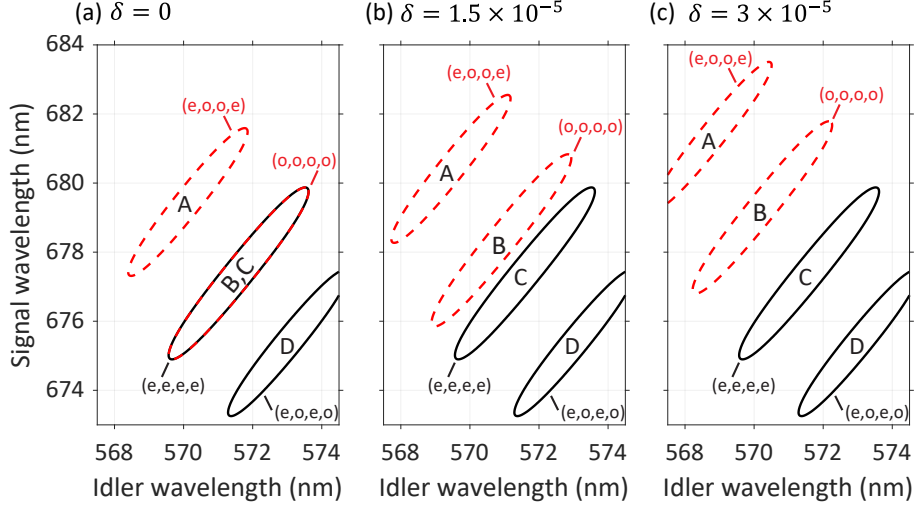 (a) δ = 0
(b) δ = 1.5 × 10⁻⁵
(c) δ = 3 × 10⁻⁵
Signal wavelength (nm)
684
682
680
678
676
674
(e,o,o,e)
(o,o,o,o)
A
B,C
D
(e,e,e,e)
(e,o,e,o)
568 570 572 574
Idler wavelength (nm)
(e,o,o,e)
(o,o,o,o)
A
B
C
D
(e,e,e,e)
(e,o,e,o)
568 570 572 574
Idler wavelength (nm)
(e,o,o,e)
(o,o,o,o)
A
B
C
D
(e,e,e,e)
(e,o,e,o)
568 570 572 574
Idler wavelength (nm)